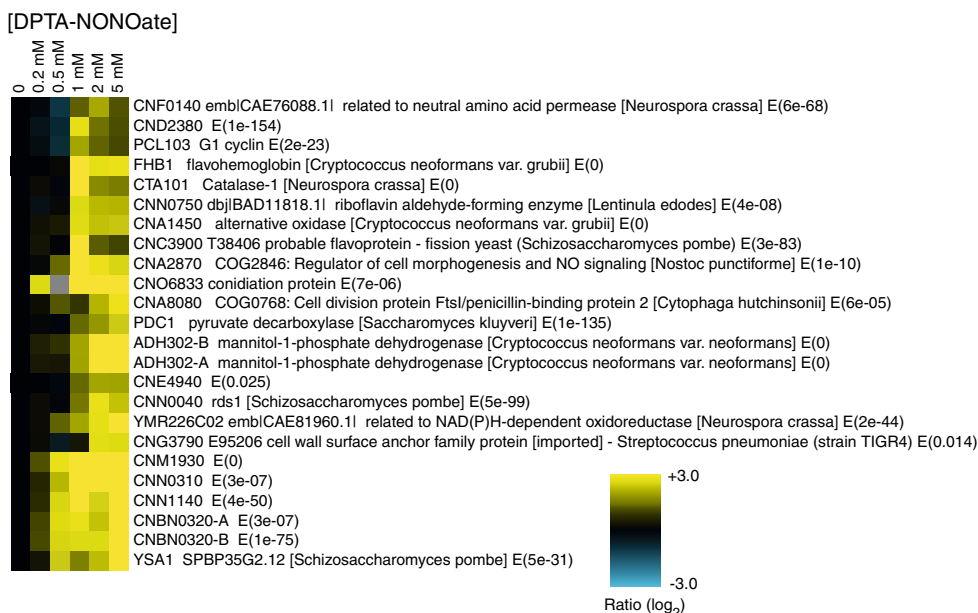 [DPTA-NONOate]
0 0.2 mM 0.5 mM 1 mM 2 mM 5 mM
CNF0140 emb|CAE76088.1| related to neutral amino acid permease [Neurospora crassa] E(6e-68)
CND2380 E(1e-154)
PCL103 G1 cyclin E(2e-23)
FHB1 flavohemoglobin [Cryptococcus neoformans var. grubii] E(0)
CTA101 Catalase-1 [Neurospora crassa] E(0)
CNN0750 dbj|BAD11818.1| riboflavin aldehyde-forming enzyme [Lentinula edodes] E(4e-08)
CNA1450 alternative oxidase [Cryptococcus neoformans var. grubii] E(0)
CNC3900 T38406 probable flavoprotein - fission yeast (Schizosaccharomyces pombe) E(3e-83)
CNA2870 COG2846: Regulator of cell morphogenesis and NO signaling [Nostoc punctiforme] E(1e-10)
CNO6833 conidiation protein E(7e-06)
CNA8080 COG0768: Cell division protein FtsI/penicillin-binding protein 2 [Cytophaga hutchinsonii] E(6e-05)
PDC1 pyruvate decarboxylase [Saccharomyces kluyveri] E(1e-135)
ADH302-B mannitol-1-phosphate dehydrogenase [Cryptococcus neoformans var. neoformans] E(0)
ADH302-A mannitol-1-phosphate dehydrogenase [Cryptococcus neoformans var. neoformans] E(0)
CNE4940 E(0.025)
CNN0040 rds1 [Schizosaccharomyces pombe] E(5e-99)
YMR226C02 emb|CAE81960.1| related to NAD(P)H-dependent oxidoreductase [Neurospora crassa] E(2e-44)
CNG3790 E95206 cell wall surface anchor family protein [imported] - Streptococcus pneumoniae (strain TIGR4) E(0.014)
CNM1930 E(0)
CNN0310 E(3e-07)
CNN1140 E(4e-50)
CNBN0320-A E(3e-07)
CNBN0320-B E(1e-75)
YSA1 SPBP35G2.12 [Schizosaccharomyces pombe] E(5e-31)
+3.0
-3.0
Ratio (log2)